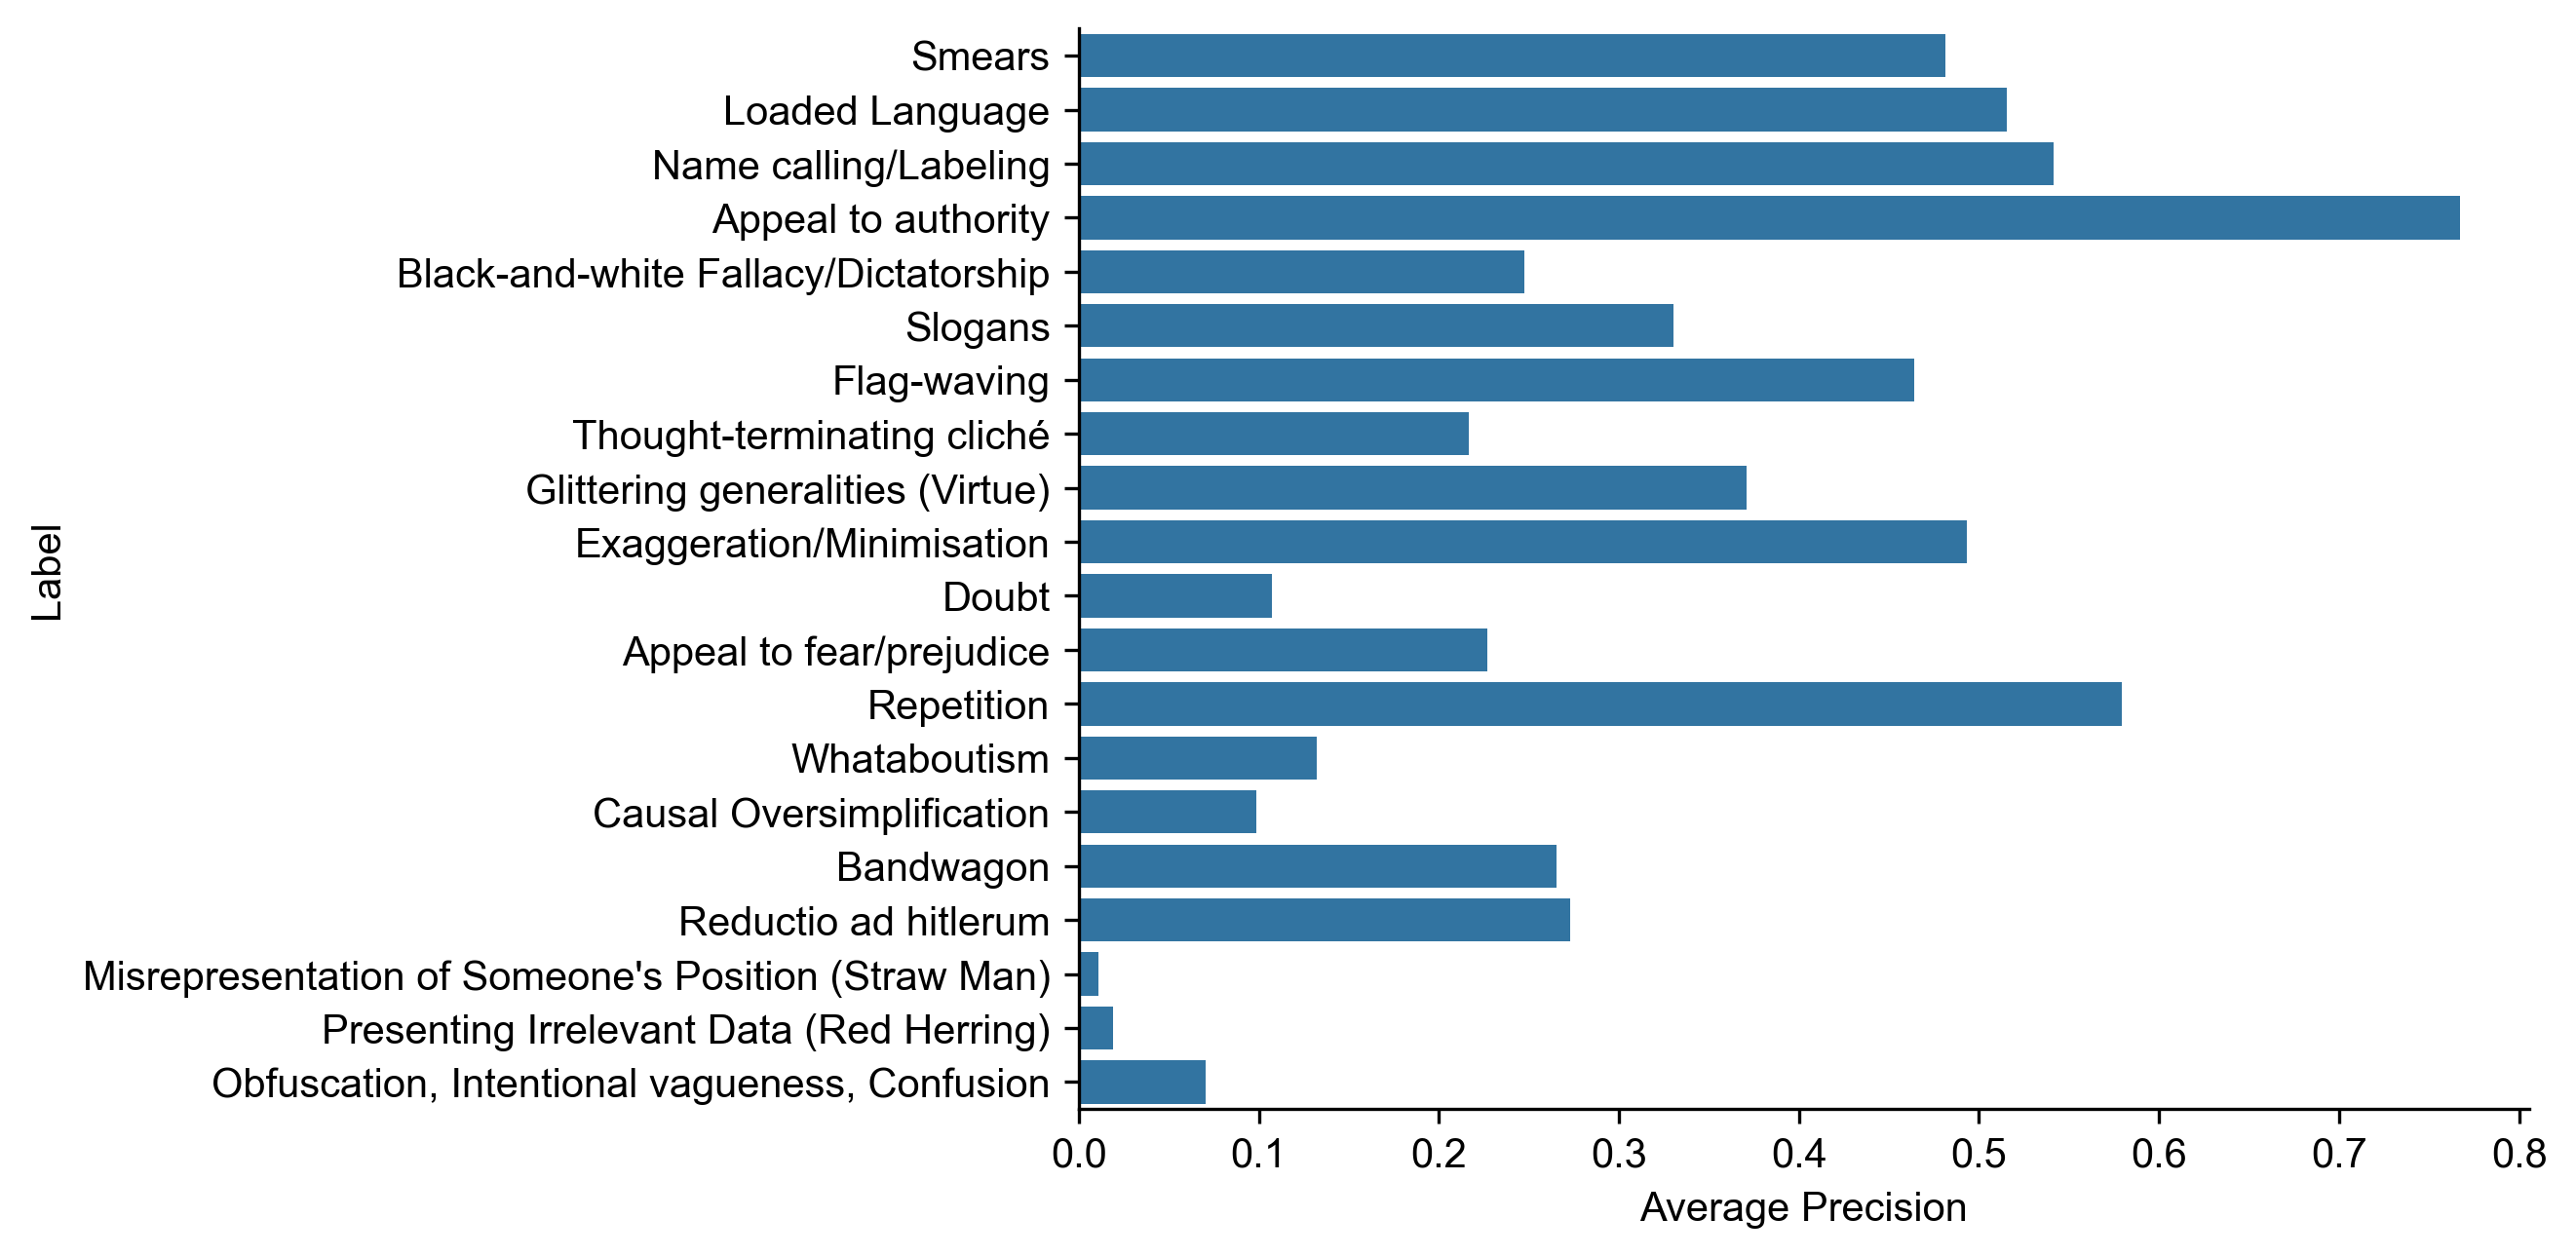 Smears
Loaded Language
Name calling/Labeling
Appeal to authority
Black-and-white Fallacy/Dictatorship
Slogans
Flag-waving
Thought-terminating cliché
Glittering generalities (Virtue)
Exaggeration/Minimisation
Doubt
Appeal to fear/prejudice
Repetition
Whataboutism
Causal Oversimplification
Bandwagon
Reductio ad hitlerum
Misrepresentation of Someone's Position (Straw Man)
Presenting Irrelevant Data (Red Herring)
Obfuscation, Intentional vagueness, Confusion
Label
0.0 0.1 0.2 0.3 0.4 0.5 0.6 0.7 0.8
Average Precision